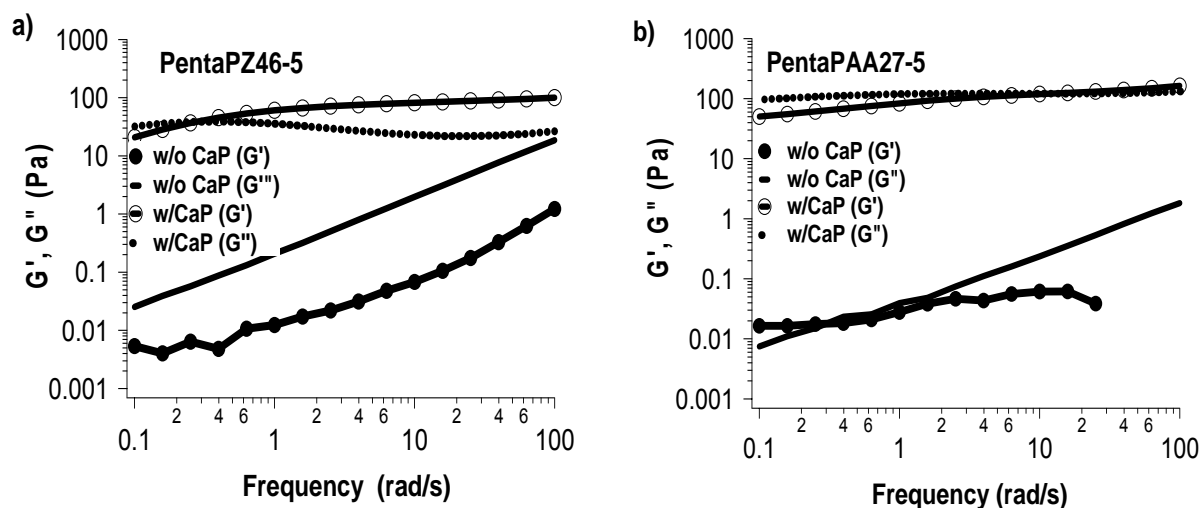 a)
PentaPZ46-5
G', G" (Pa)
1000
100
10
1
0.1
0.01
0.001
w/o CaP (G')
w/o CaP (G'")
w/CaP (G')
w/CaP (G")
2 4 6 2 4 6 2 4 6
0.1 1 10 100
Frequency (rad/s)
b)
PentaPAA27-5
G', G" (Pa)
1000
100
10
1
0.1
0.01
0.001
w/o CaP (G')
w/o CaP (G")
w/CaP (G')
w/CaP (G")
2 4 6 2 4 6 2 4 6
0.1 1 10 100
Frequency (rad/s)